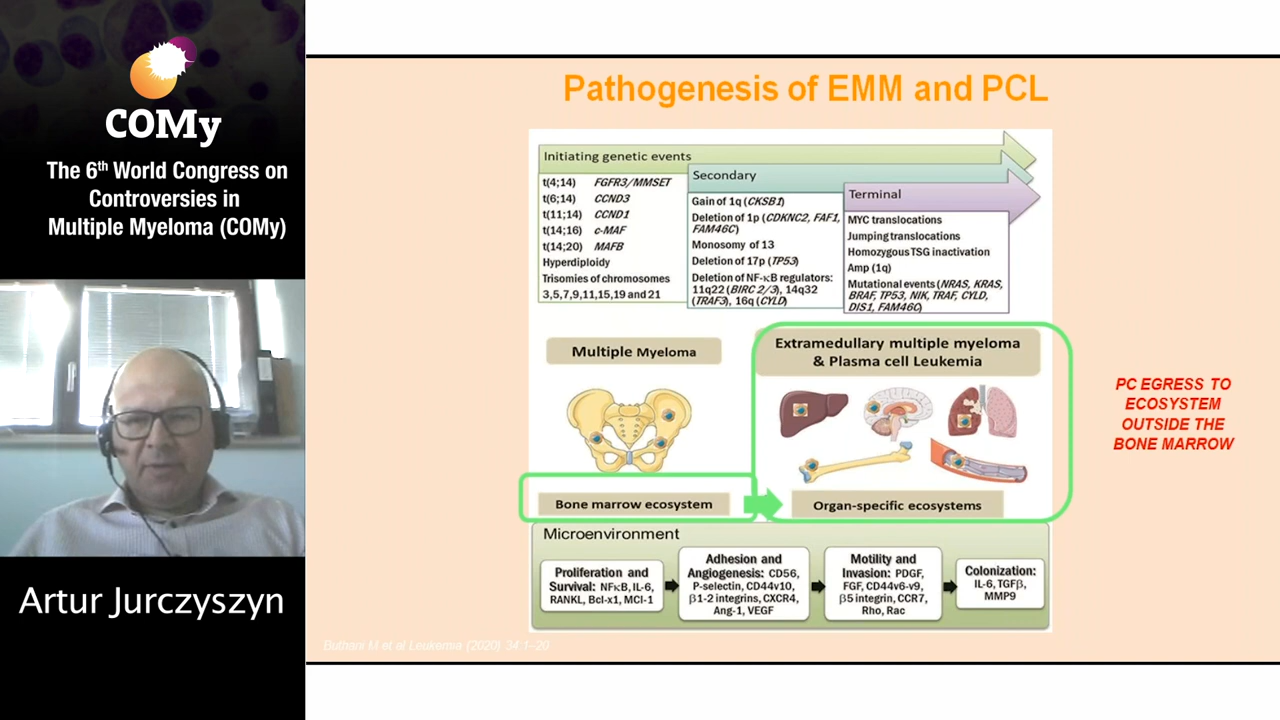 COMy
The 6th World Congress on
Controversies in
Multiple Myeloma (COMy)
Artur Jurczyszyn
Pathogenesis of EMM and PCL
Initiating genetic events
t(4;14) FGFR3/MMSET
t(6;14) CCND3
t(11;14) CCND1
t(14;16) c-MAF
t(14;20) MAFB
Hyperdiploidy
Trisomies of chromosomes
3,5,7,9,11,15,19 and 21
Secondary
Gain of 1q (CKSB1)
Deletion of 1p (CDKNC2, FAF1,
FAM46C)
Monosomy of 13
Deletion of 17p (TP53)
Deletion of NF-κB regulators:
11q22 (BIRC 2/3), 14q32
(TRAF3), 16q (CYLD)
Terminal
MYC translocations
Jumping translocations
Homozygous TSG inactivation
Amp (1q)
Mutational events (NRAS, KRAS,
BRAF, TP53, NIK, TRAF, CYLD,
DIS1, FAM46C)
Multiple Myeloma
Bone marrow ecosystem
Extramedullary multiple myeloma
& Plasma cell Leukemia
Organ-specific ecosystems
PC EGRESS TO
ECOSYSTEM
OUTSIDE THE
BONE MARROW
Microenvironment
Proliferation and
Survival: NFκB, IL-6,
RANKL, Bcl-x1, MCl-1
Adhesion and
Angiogenesis: CD56,
P-selectin, CD44v10,
β1-2 integrins, CXCR4,
Ang-1, VEGF
Motility and
Invasion: PDGF,
FGF, CD44v6-v9,
β5 integrin, CCR7,
Rho, Rac
Colonization:
IL-6, TGFβ,
MMP9
Buthani M et al Leukemia (2020) 34:1–20